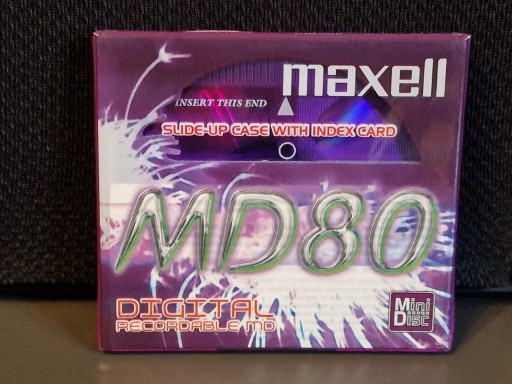 maxell
INSERT THIS END
SLIDE-UP CASE WITH INDEX CARD
MD80
DIGITAL
RECORDABLE MD
Mini
Disc